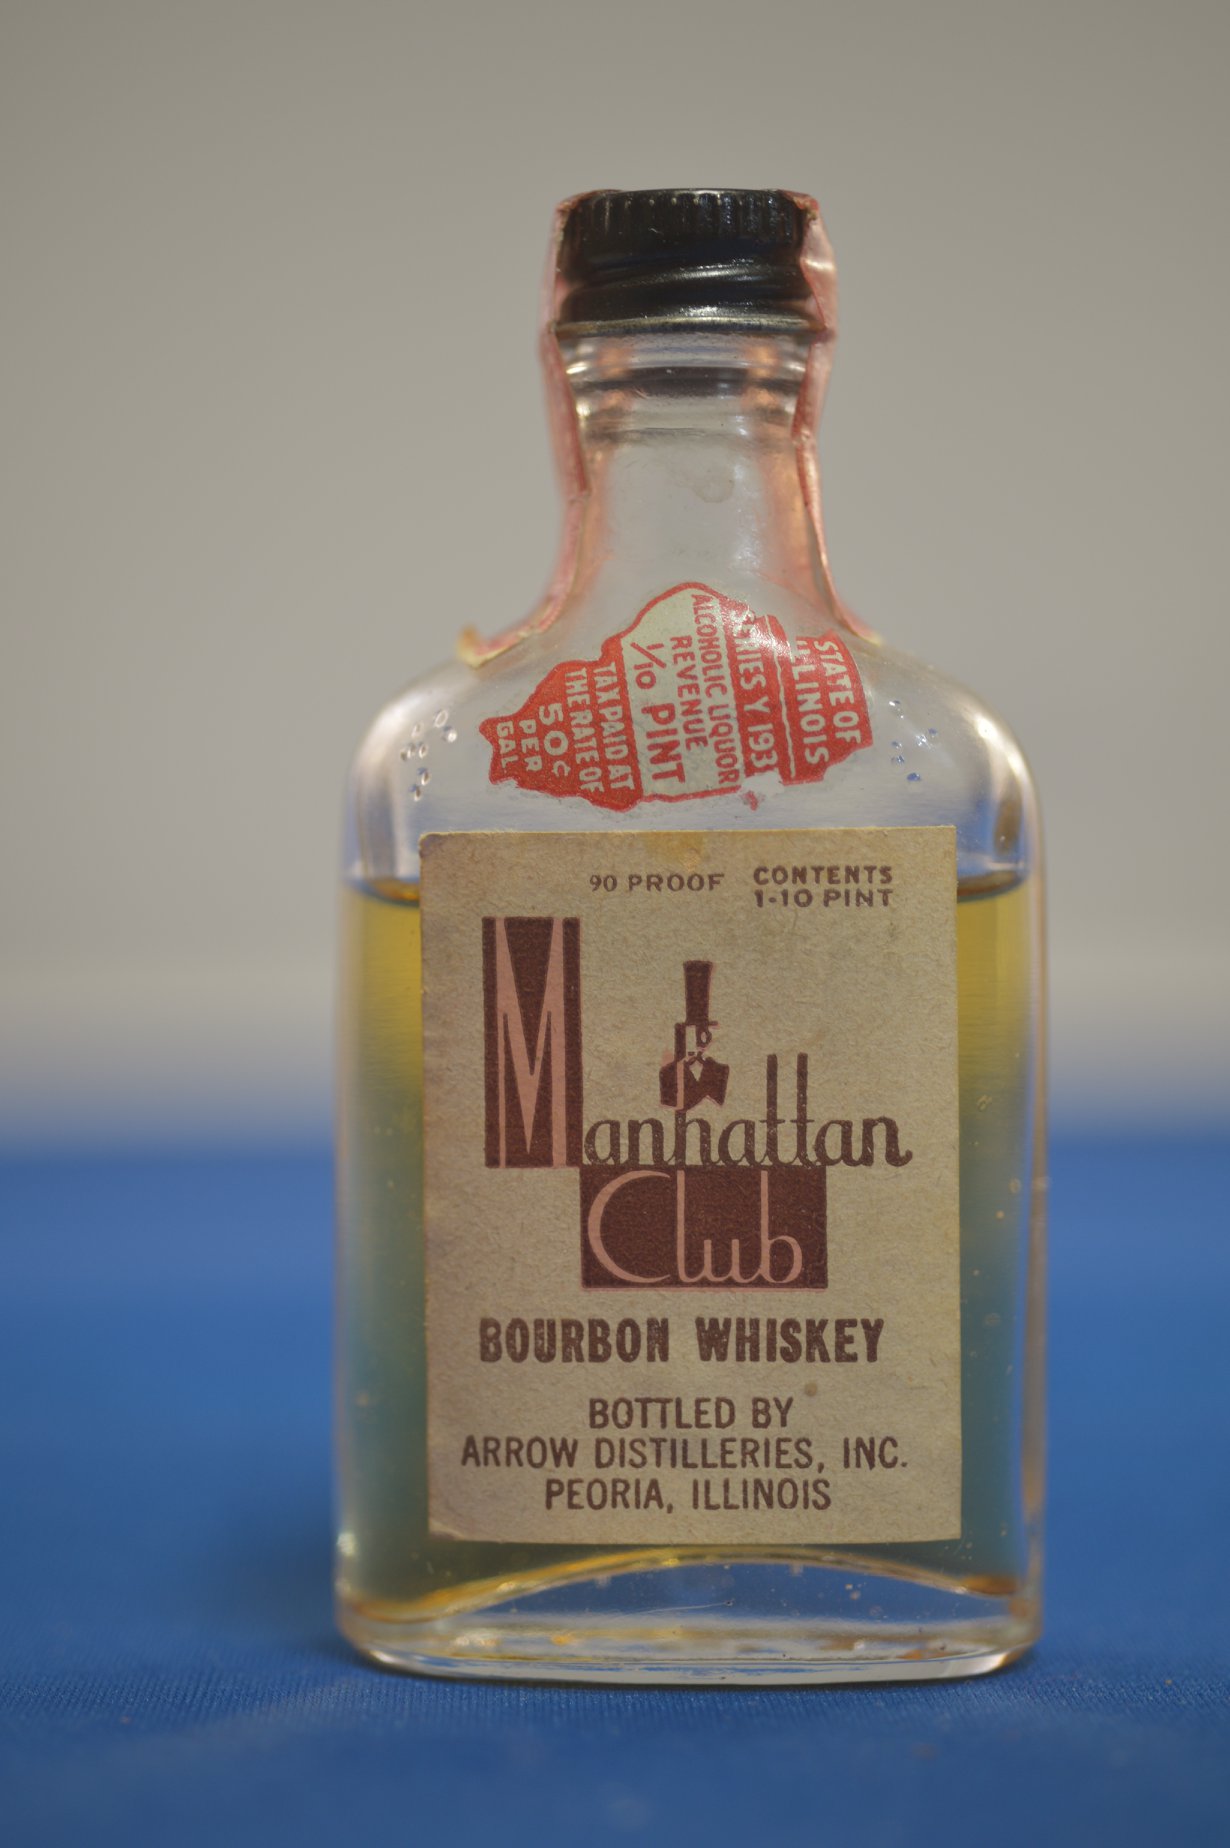 STATE OF
ILLINOIS
SERIES Y 193
ALCOHOLIC LIQUOR
REVENUE
1/10 PINT
TAX PAID AT
THE RATE OF
50¢
PER
GAL
90 PROOF CONTENTS
1-10 PINT
Manhattan
Club
BOURBON WHISKEY
BOTTLED BY
ARROW DISTILLERIES, INC.
PEORIA, ILLINOIS